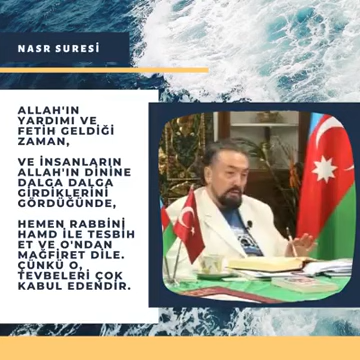 NASR SURESİ
ALLAH'IN
YARDIMI VE
FETİH GELDİĞİ
ZAMAN,
VE İNSANLARIN
ALLAH'IN DİNİNE
DALGA DALGA
GİRDİKLERİNİ
GÖRDÜĞÜNDE,
HEMEN RABBİNİ
HAMD İLE TESBİH
ET VE O'NDAN
MAĞFİRET DİLE.
ÇÜNKÜ O,
TEVBELERİ ÇOK
KABUL EDENDİR.